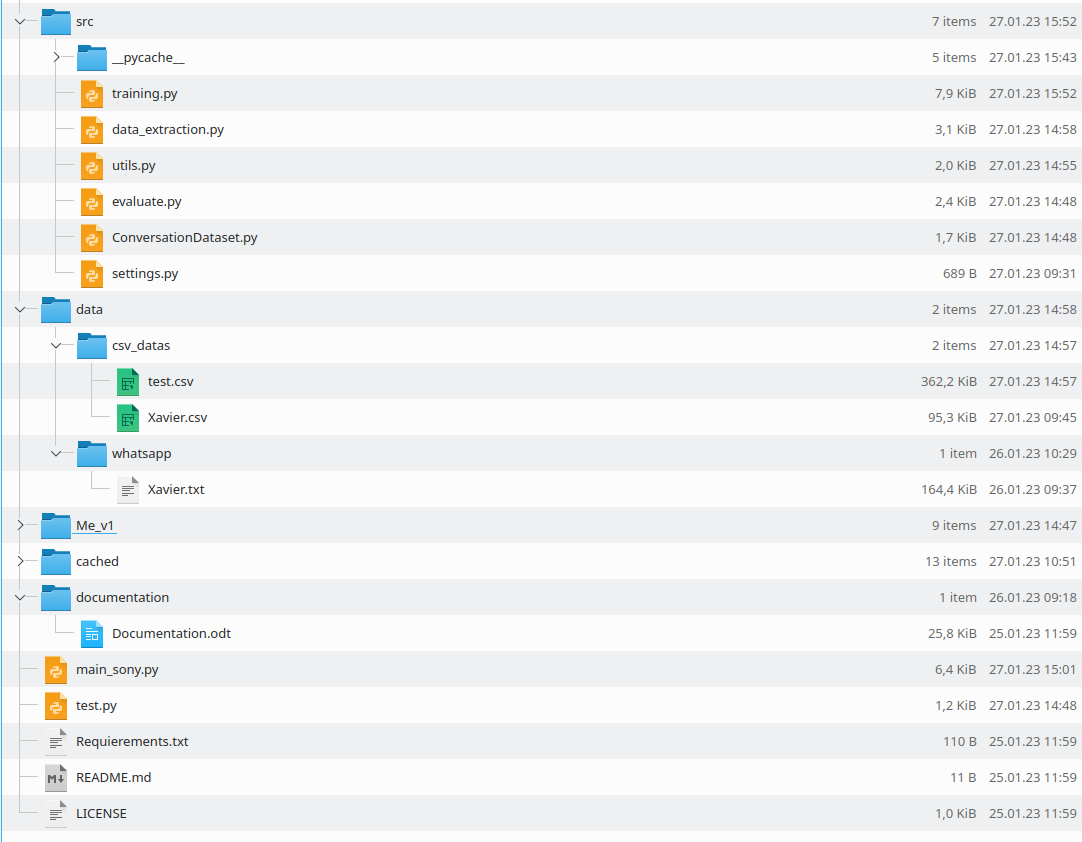 src 7 items 27.01.23 15:52
__pycache__ 5 items 27.01.23 15:43
training.py 7,9 KiB 27.01.23 15:52
data_extraction.py 3,1 KiB 27.01.23 14:58
utils.py 2,0 KiB 27.01.23 14:55
evaluate.py 2,4 KiB 27.01.23 14:48
ConversationDataset.py 1,7 KiB 27.01.23 14:48
settings.py 689 B 27.01.23 09:31
data 2 items 27.01.23 14:58
csv_datas 2 items 27.01.23 14:57
test.csv 362,2 KiB 27.01.23 14:57
Xavier.csv 95,3 KiB 27.01.23 09:45
whatsapp 1 item 26.01.23 10:29
Xavier.txt 164,4 KiB 26.01.23 09:37
Me_v1 9 items 27.01.23 14:47
cached 13 items 27.01.23 10:51
documentation 1 item 26.01.23 09:18
Documentation.odt 25,8 KiB 25.01.23 11:59
main_sony.py 6,4 KiB 27.01.23 15:01
test.py 1,2 KiB 27.01.23 14:48
Requierements.txt 110 B 25.01.23 11:59
M README.md 11 B 25.01.23 11:59
LICENSE 1,0 KiB 25.01.23 11:59